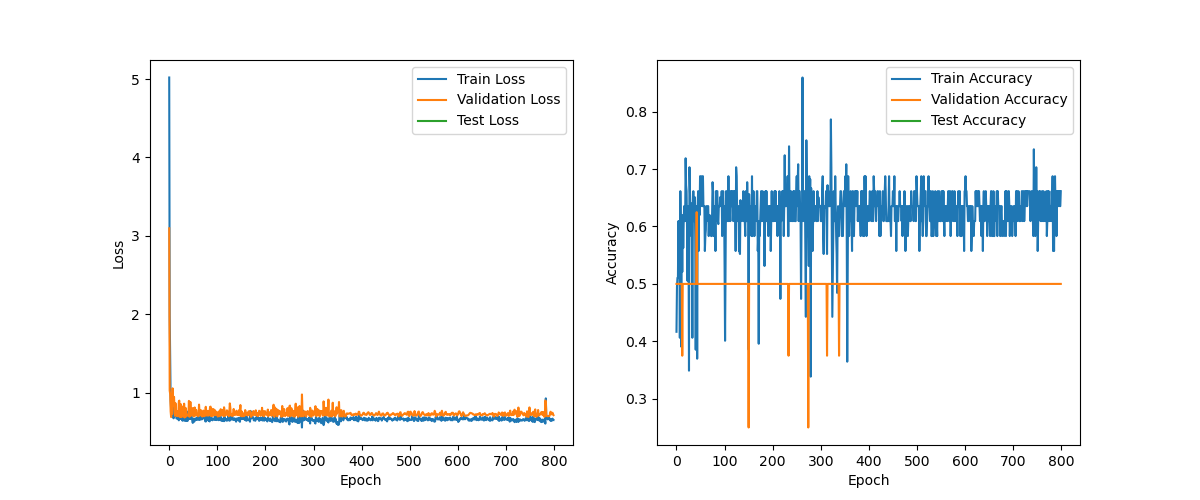 5
4
3
2
1
Loss
0 100 200 300 400 500 600 700 800
Epoch
Train Loss
Validation Loss
Test Loss
0.8
0.7
0.6
0.5
0.4
0.3
Accuracy
0 100 200 300 400 500 600 700 800
Epoch
Train Accuracy
Validation Accuracy
Test Accuracy